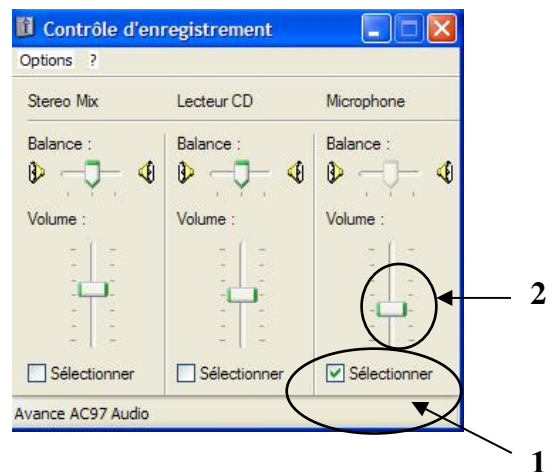 Contrôle d'enregistrement
Options ?
Stereo Mix Lecteur CD Microphone
Balance : Balance : Balance :
Volume : Volume : Volume :
2
Sélectionner Sélectionner Sélectionner
Avance AC97 Audio
1